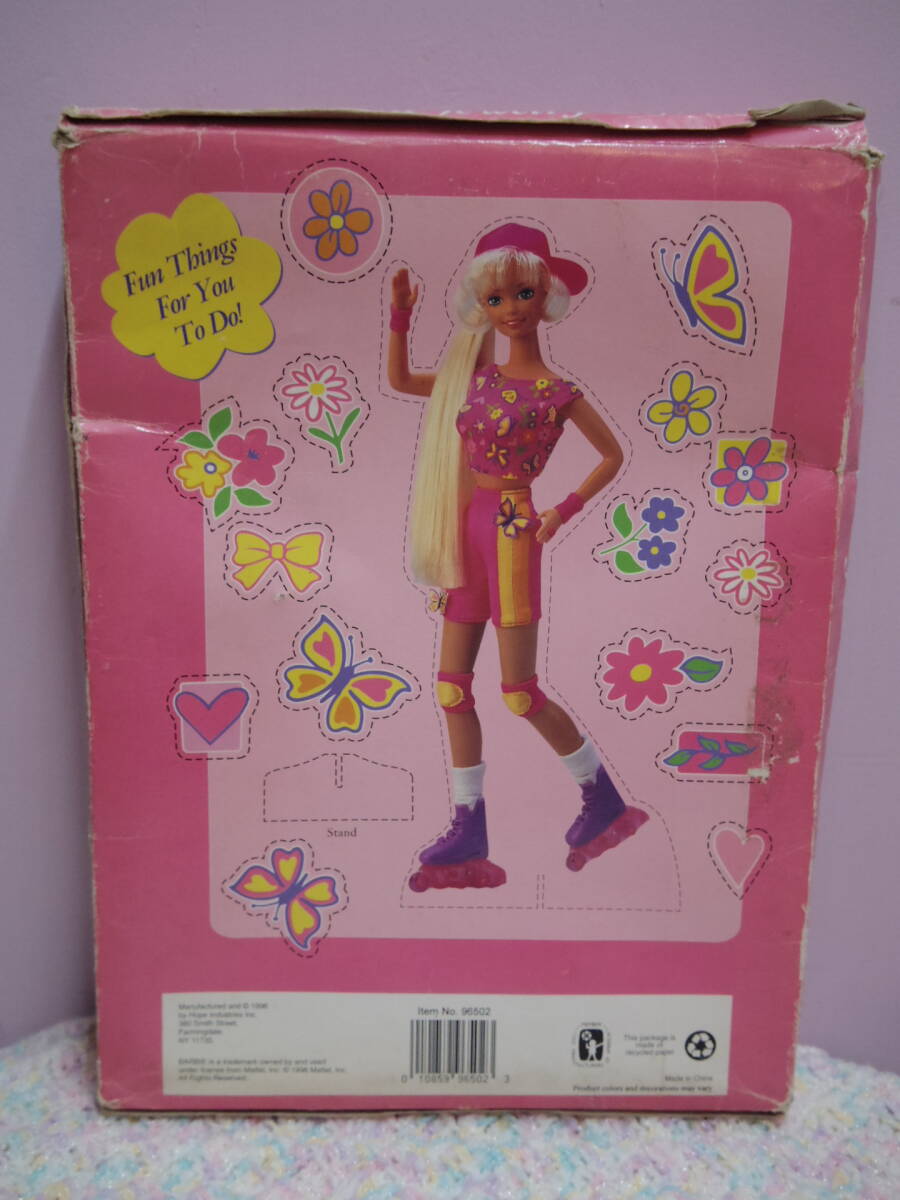 Fun Things
For You
To Do!
Stand
Manufactured and © 1996
by Hope Industries Inc.
380 Smith Street
Farmingdale
NY 11735
BARBIE is a trademark owned by and used
under license from Mattel, Inc. © 1996 Mattel, Inc.
All Rights Reserved.
Item No. 96502
0 10859 96502 3
This package is
made of
recycled paper
Made in China
Product colors and decorations may vary